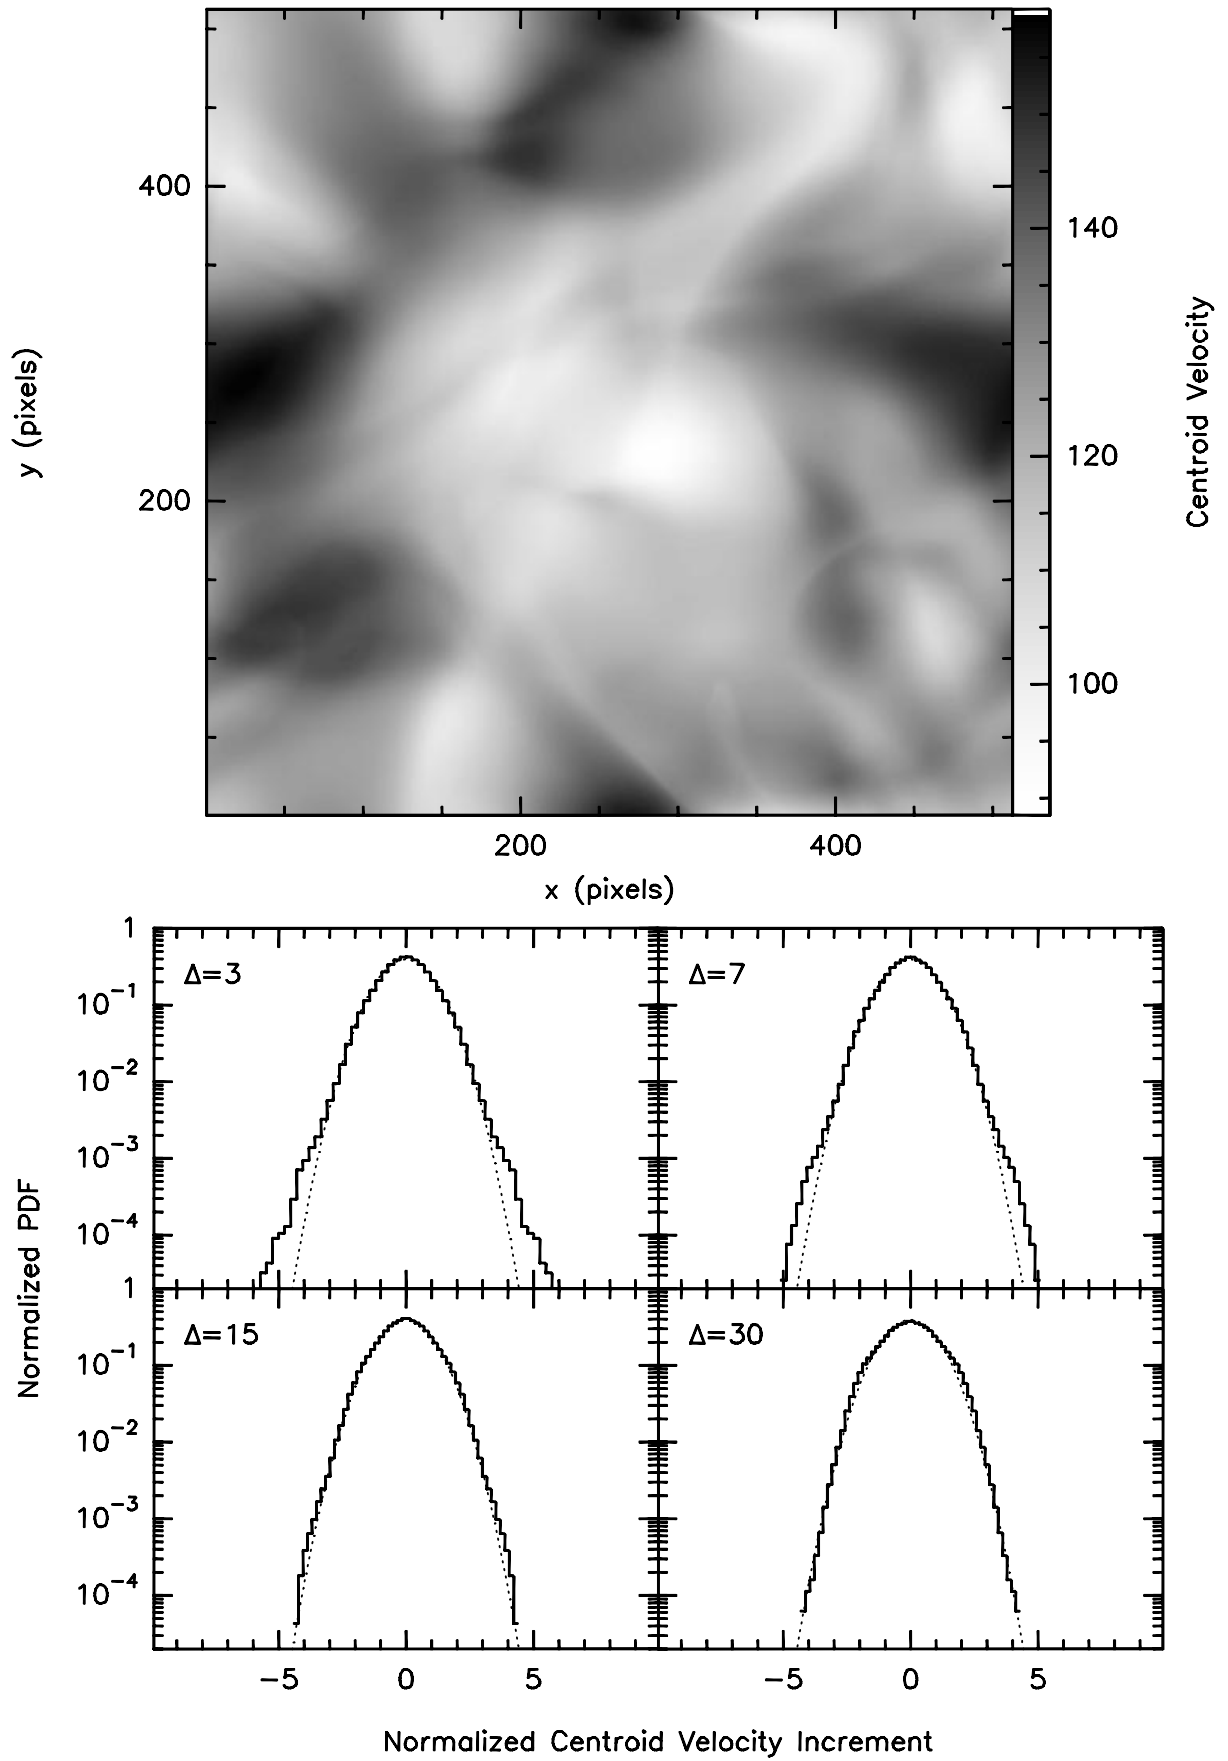 400
200
y (pixels)
200 400
x (pixels)
140
120
100
Centroid Velocity
1
10−1
10−2
10−3
10−4
1
10−1
10−2
10−3
10−4
Normalized PDF
Δ=3
Δ=7
Δ=15
Δ=30
−5 0 5 −5 0 5
Normalized Centroid Velocity Increment